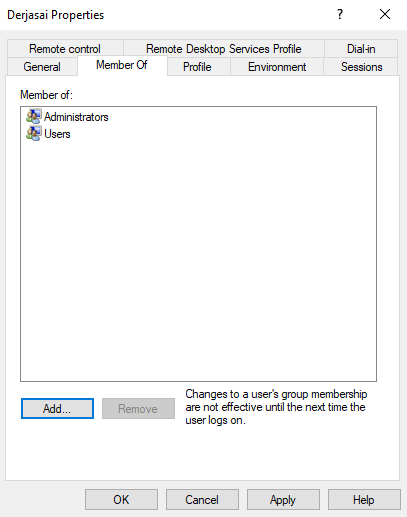 Derjasai Properties
?
Remote control
Remote Desktop Services Profile
Dial-in
General
Member Of
Profile
Environment
Sessions
Member of:
Administrators
Users
Add...
Remove
Changes to a user's group membership
are not effective until the next time the
user logs on.
OK
Cancel
Apply
Help